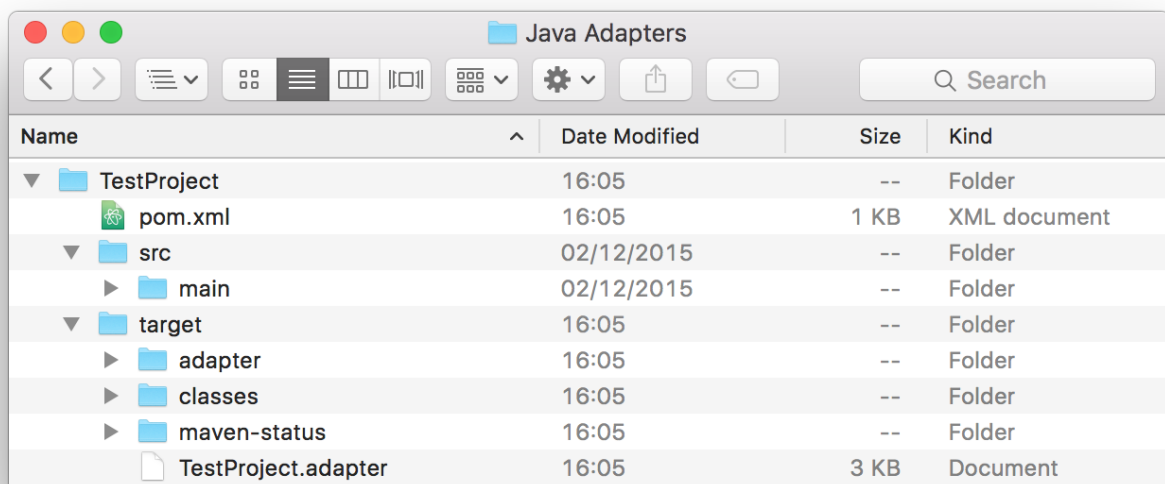 Java Adapters
Search
Name Date Modified Size Kind
TestProject 16:05 -- Folder
pom.xml 16:05 1 KB XML document
src 02/12/2015 -- Folder
main 02/12/2015 -- Folder
target 16:05 -- Folder
adapter 16:05 -- Folder
classes 16:05 -- Folder
maven-status 16:05 -- Folder
TestProject.adapter 16:05 3 KB Document